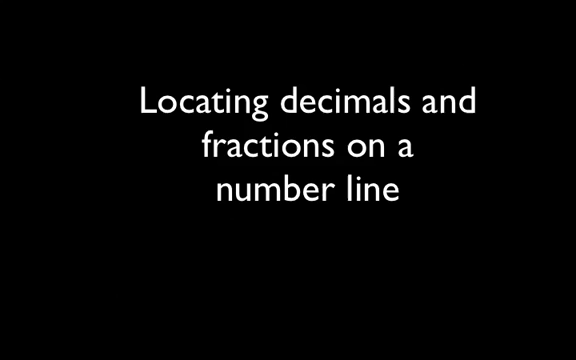 Locating decimals and
fractions on a
number line